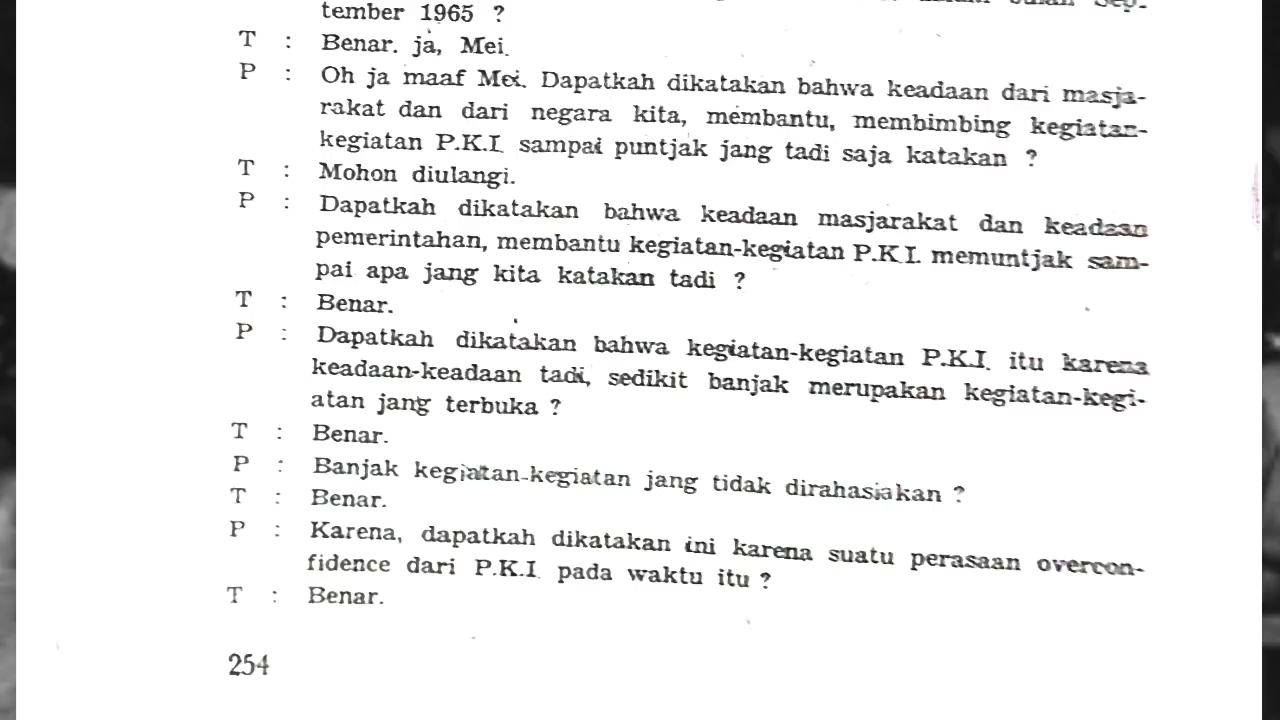 tember 1965 ?
T : Benar. ja, Mei.
P : Oh ja maaf Mei. Dapatkah dikatakan bahwa keadaan dari masja-
rakat dan dari negara kita, membantu, membimbing kegiatan-
kegiatan P.K.I. sampai puntjak jang tadi saja katakan ?
T : Mohon diulangi.
P : Dapatkah dikatakan bahwa keadaan masjarakat dan keadaan
pemerintahan, membantu kegiatan-kegiatan P.K.I. memuntjak sam-
pai apa jang kita katakan tadi ?
T : Benar.
P : Dapatkah dikatakan bahwa kegiatan-kegiatan P.K.I. itu karena
keadaan-keadaan tadi, sedikit banjak merupakan kegiatan-kegi-
atan jang terbuka ?
T : Benar.
P : Banjak kegiatan-kegiatan jang tidak dirahasiakan ?
T : Benar.
P : Karena, dapatkah dikatakan ini karena suatu perasaan overcon-
fidence dari P.K.I. pada waktu itu ?
T : Benar.
254